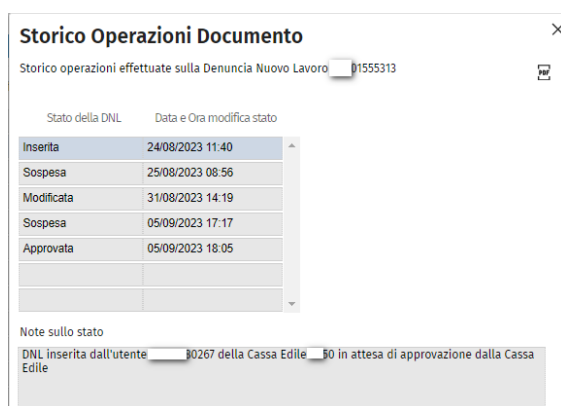 Storico Operazioni Documento
Storico operazioni effettuate sulla Denuncia Nuovo Lavoro 01555313
PDF
Stato della DNL Data e Ora modifica stato
Inserita 24/08/2023 11:40
Sospesa 25/08/2023 08:56
Modificata 31/08/2023 14:19
Sospesa 05/09/2023 17:17
Approvata 05/09/2023 18:05
Note sullo stato
DNL inserita dall'utente 80267 della Cassa Edile 50 in attesa di approvazione dalla Cassa
Edile